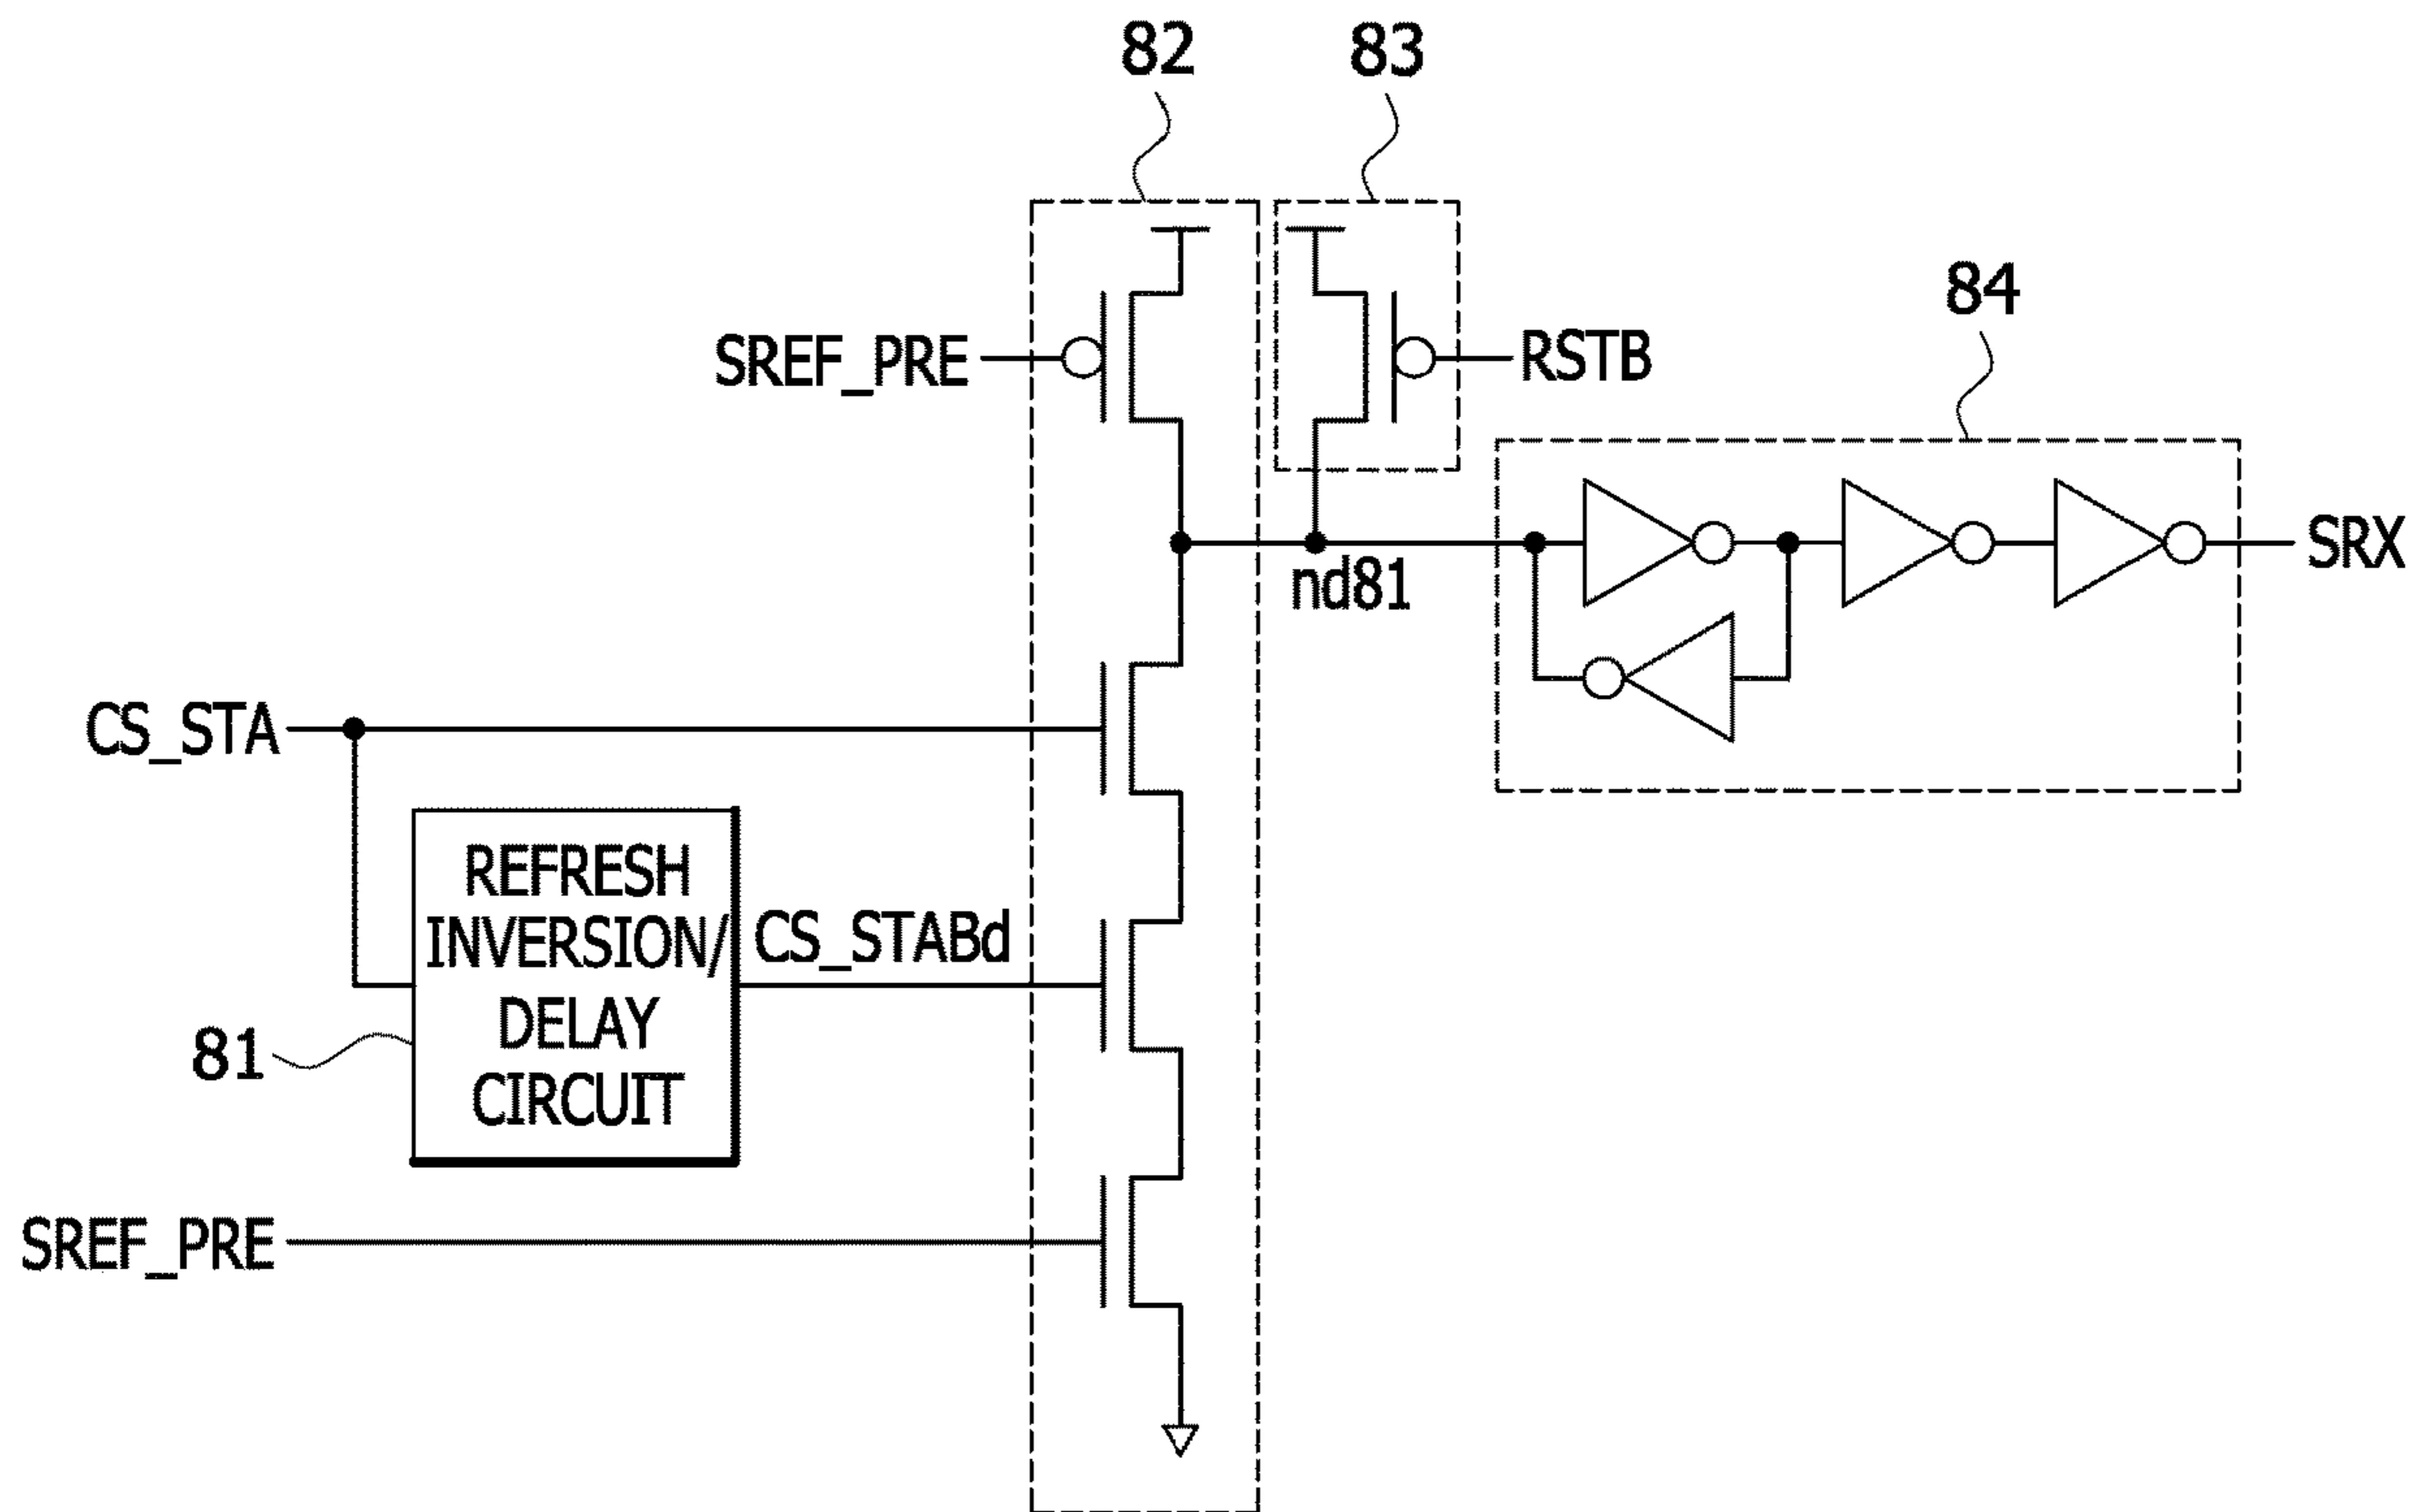 82
83
84
SREF_PRE
RSTB
SRX
nd81
CS_STA
REFRESH
INVERSION/
DELAY
CIRCUIT
CS_STABd
81
SREF_PRE